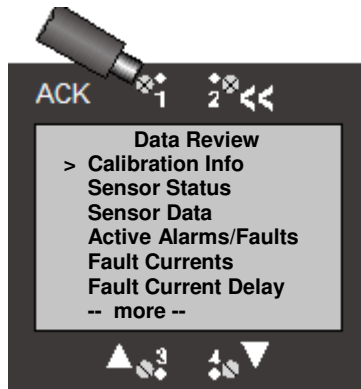 ACK 1 2 <<
Data Review
> Calibration Info
Sensor Status
Sensor Data
Active Alarms/Faults
Fault Currents
Fault Current Delay
-- more --
3 4